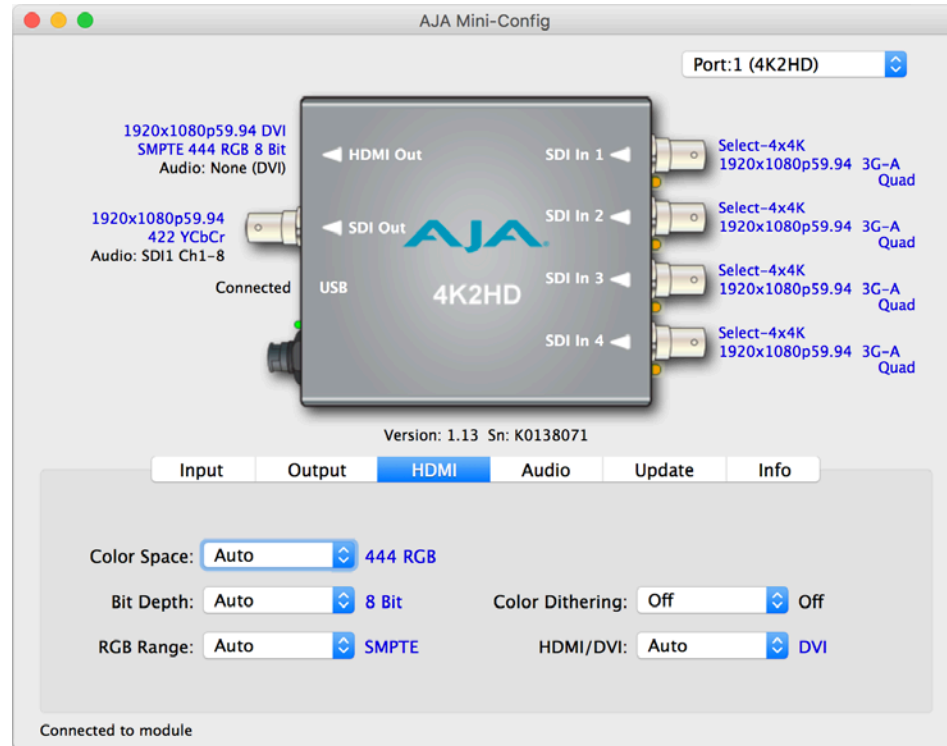 AJA Mini-Config
Port:1 (4K2HD)
1920x1080p59.94 DVI
SMPTE 444 RGB 8 Bit
Audio: None (DVI)
1920x1080p59.94
422 YCbCr
Audio: SDI1 Ch1-8
Connected
HDMI Out
SDI Out
USB
AJA
4K2HD
SDI In 1
SDI In 2
SDI In 3
SDI In 4
Select-4x4K
1920x1080p59.94 3G-A
Quad
Select-4x4K
1920x1080p59.94 3G-A
Quad
Select-4x4K
1920x1080p59.94 3G-A
Quad
Select-4x4K
1920x1080p59.94 3G-A
Quad
Version: 1.13 Sn: K0138071
Input Output HDMI Audio Update Info
Color Space: Auto 444 RGB
Bit Depth: Auto 8 Bit Color Dithering: Off Off
RGB Range: Auto SMPTE HDMI/DVI: Auto DVI
Connected to module